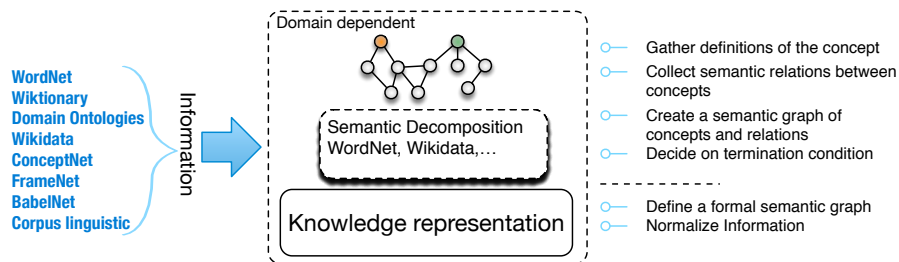 WordNet
Wiktionary
Domain Ontologies
Wikidata
ConceptNet
FrameNet
BabelNet
Corpus linguistic
Information
Domain dependent
Semantic Decomposition
WordNet, Wikidata,...
Knowledge representation
Gather definitions of the concept
Collect semantic relations between
concepts
Create a semantic graph of
concepts and relations
Decide on termination condition
Define a formal semantic graph
Normalize Information